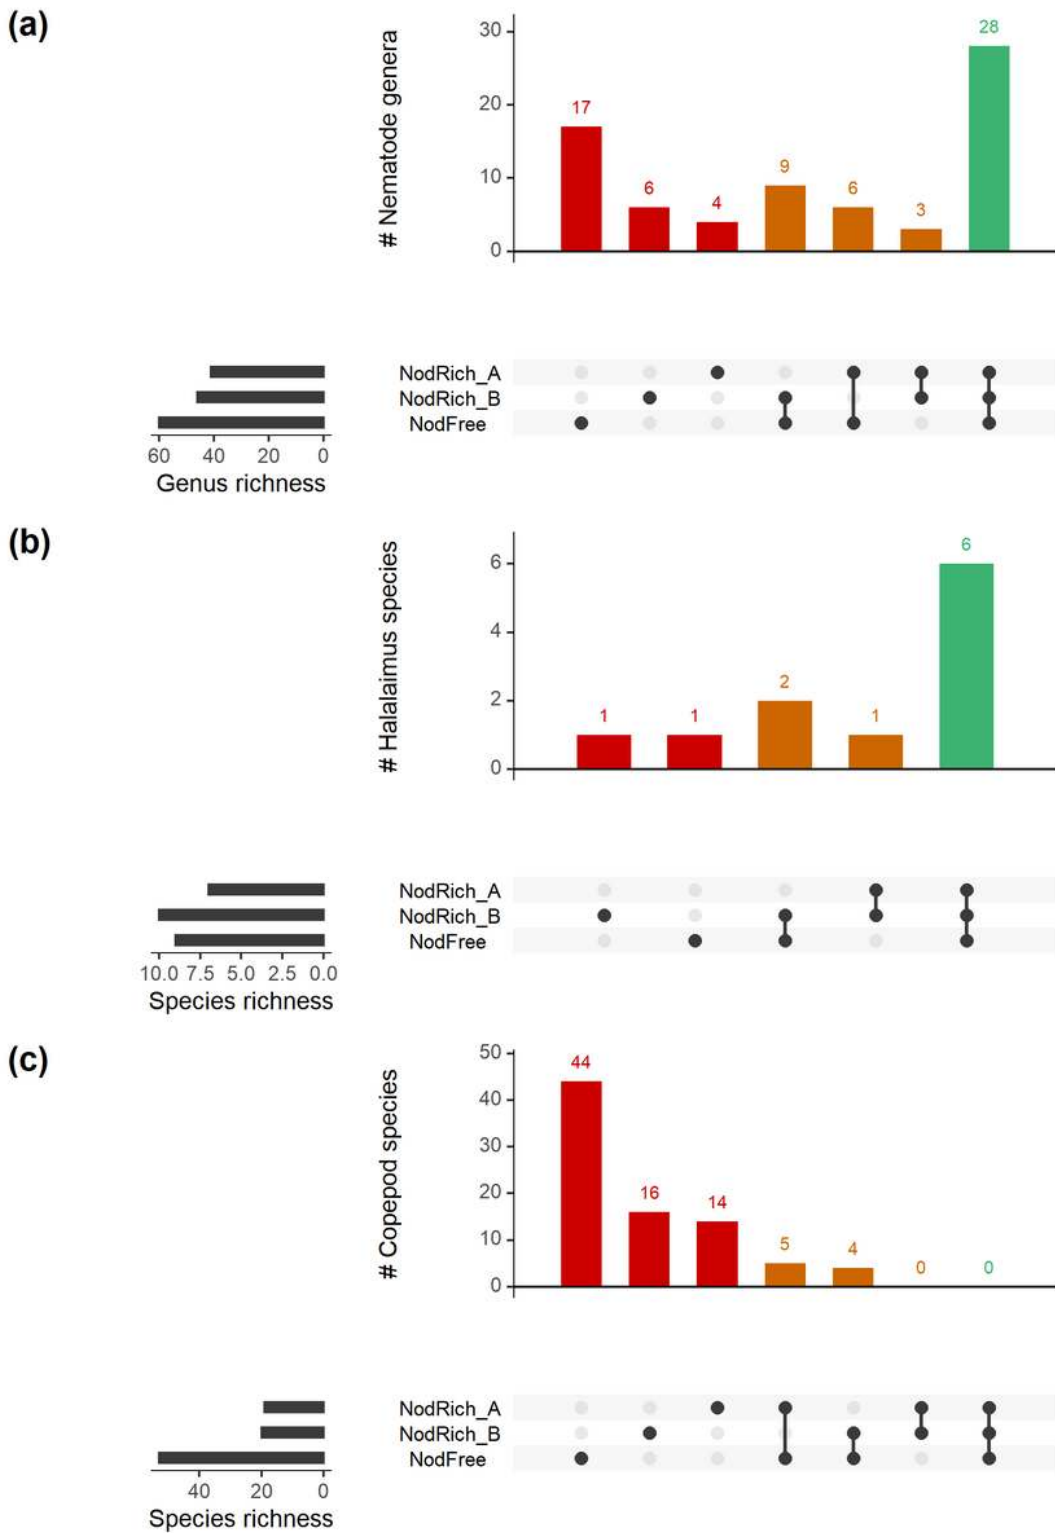 (a)
# Nematode genera
30
20
10
0
17
6
4
9
6
3
28
NodRich_A
NodRich_B
NodFree
60 40 20 0
Genus richness
(b)
# Halalaimus species
6
4
2
0
1
1
2
1
6
NodRich_A
NodRich_B
NodFree
10.0 7.5 5.0 2.5 0.0
Species richness
(c)
# Copepod species
50
40
30
20
10
0
44
16
14
5
4
0
0
NodRich_A
NodRich_B
NodFree
40 20 0
Species richness